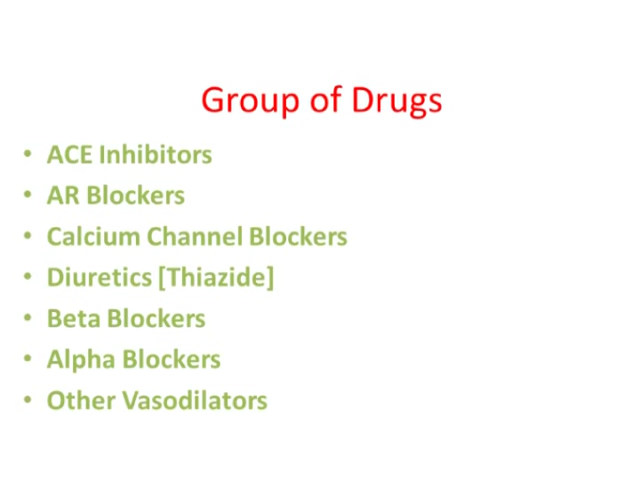 Group of Drugs
• ACE Inhibitors
• AR Blockers
• Calcium Channel Blockers
• Diuretics [Thiazide]
• Beta Blockers
• Alpha Blockers
• Other Vasodilators